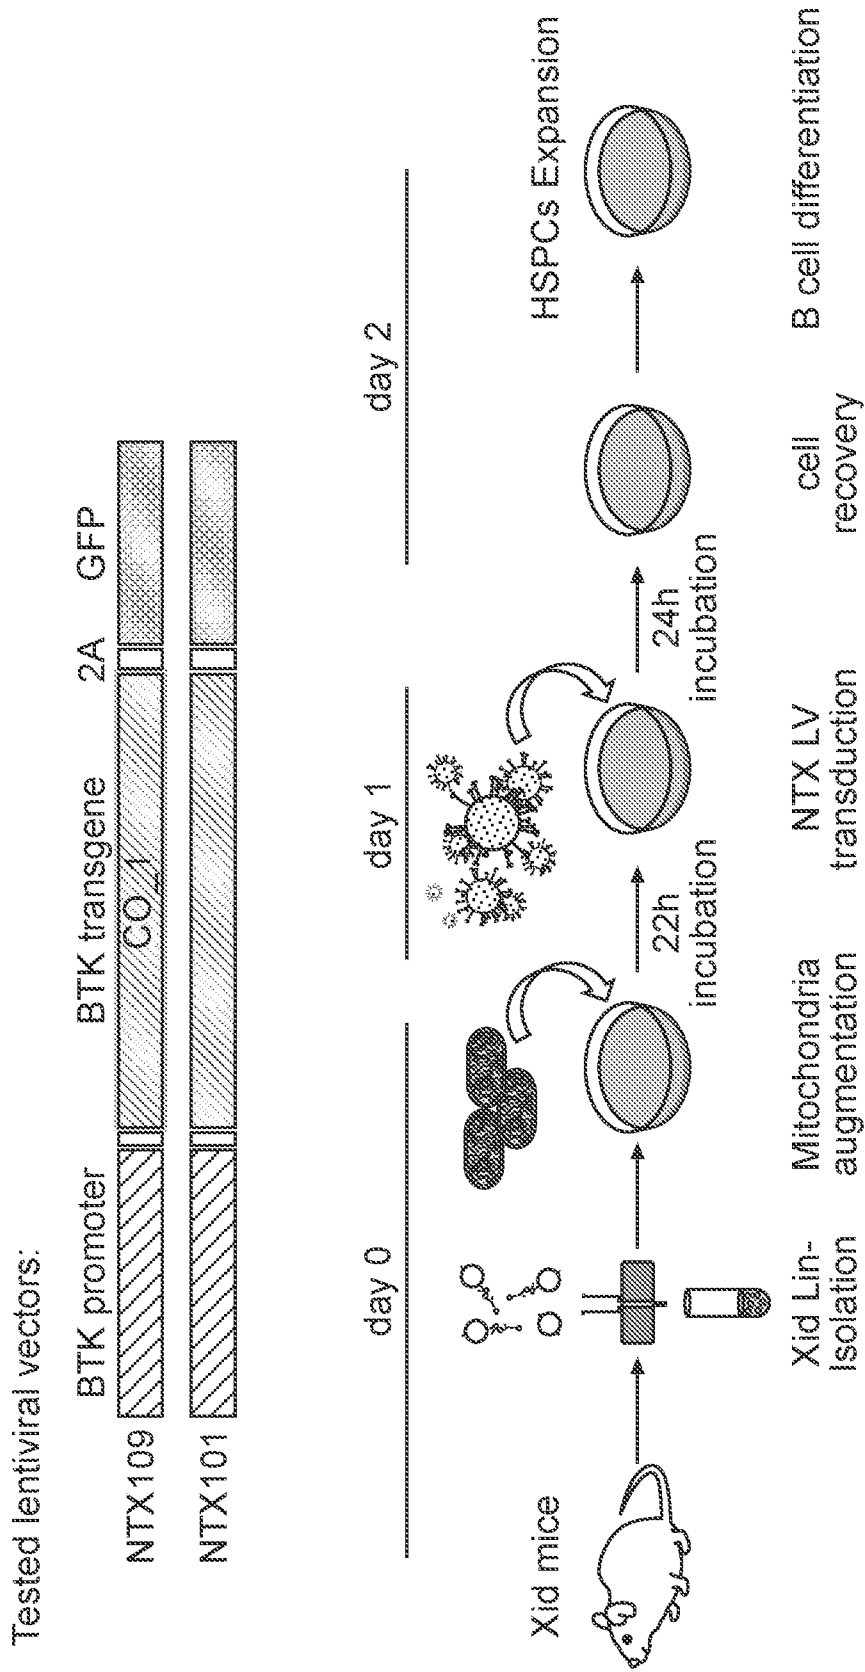 Tested lentiviral vectors:
BTK promoter
BTK transgene
2A
GFP
NTX109
CO_1
NTX101
day 0
day 1
day 2
Xid mice
HSPCs Expansion
22h
incubation
24h
incubation
Xid Lin-
Isolation
Mitochondria
augmentation
NTX LV
transduction
cell
recovery
B cell differentiation